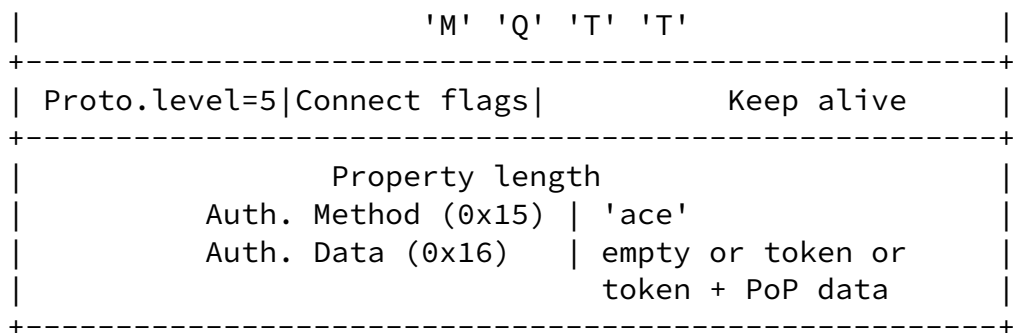 |                 'M' 'Q' 'T' 'T'                     |
+------------------------------------------------------+
| Proto.level=5|Connect flags|          Keep alive     |
+------------------------------------------------------+
|                 Property length                      |
|          Auth. Method (0x15) | 'ace'                 |
|          Auth. Data (0x16)   | empty or token or     |
|                                token + PoP data      |
+------------------------------------------------------+